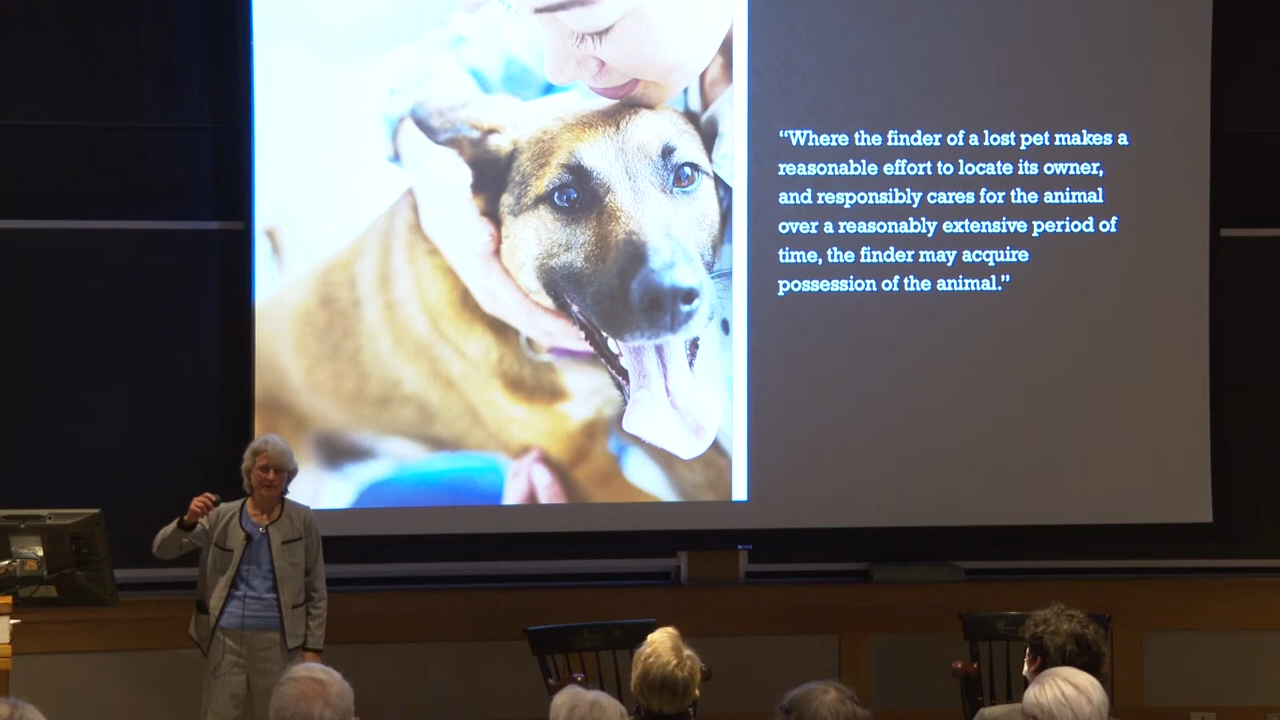 “Where the finder of a lost pet makes a
reasonable effort to locate its owner,
and responsibly cares for the animal
over a reasonably extensive period of
time, the finder may acquire
possession of the animal.”